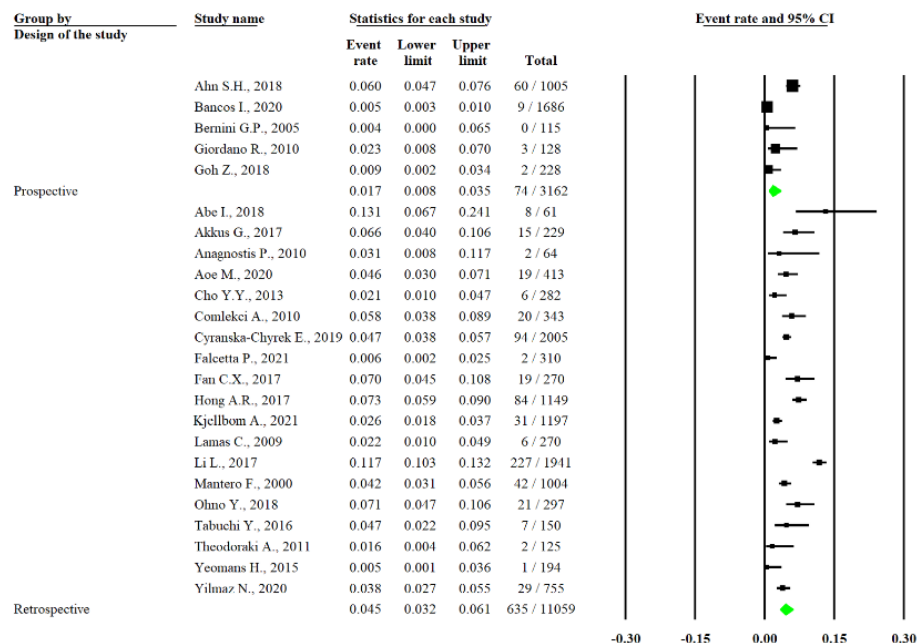 Group by Study name Statistics for each study Event rate and 95% CI
Design of the study
Event Lower Upper
rate limit limit Total
Ahn S.H., 2018 0.060 0.047 0.076 60 / 1005
Bancos I., 2020 0.005 0.003 0.010 9 / 1686
Bernini G.P., 2005 0.004 0.000 0.065 0 / 115
Giordano R., 2010 0.023 0.008 0.070 3 / 128
Goh Z., 2018 0.009 0.002 0.034 2 / 228
Prospective 0.017 0.008 0.035 74 / 3162
Abe I., 2018 0.131 0.067 0.241 8 / 61
Akkus G., 2017 0.066 0.040 0.106 15 / 229
Anagnostis P., 2010 0.031 0.008 0.117 2 / 64
Aoe M., 2020 0.046 0.030 0.071 19 / 413
Cho Y.Y., 2013 0.021 0.010 0.047 6 / 282
Comlekci A., 2010 0.058 0.038 0.089 20 / 343
Cyranska-Chyrek E., 2019 0.047 0.038 0.057 94 / 2005
Falcetta P., 2021 0.006 0.002 0.025 2 / 310
Fan C.X., 2017 0.070 0.045 0.108 19 / 270
Hong A.R., 2017 0.073 0.059 0.090 84 / 1149
Kjellbom A., 2021 0.026 0.018 0.037 31 / 1197
Lamas C., 2009 0.022 0.010 0.049 6 / 270
Li L., 2017 0.117 0.103 0.132 227 / 1941
Mantero F., 2000 0.042 0.031 0.056 42 / 1004
Ohno Y., 2018 0.071 0.047 0.106 21 / 297
Tabuchi Y., 2016 0.047 0.022 0.095 7 / 150
Theodoraki A., 2011 0.016 0.004 0.062 2 / 125
Yeomans H., 2015 0.005 0.001 0.036 1 / 194
Yilmaz N., 2020 0.038 0.027 0.055 29 / 755
Retrospective 0.045 0.032 0.061 635 / 11059
-0.30 -0.15 0.00 0.15 0.30